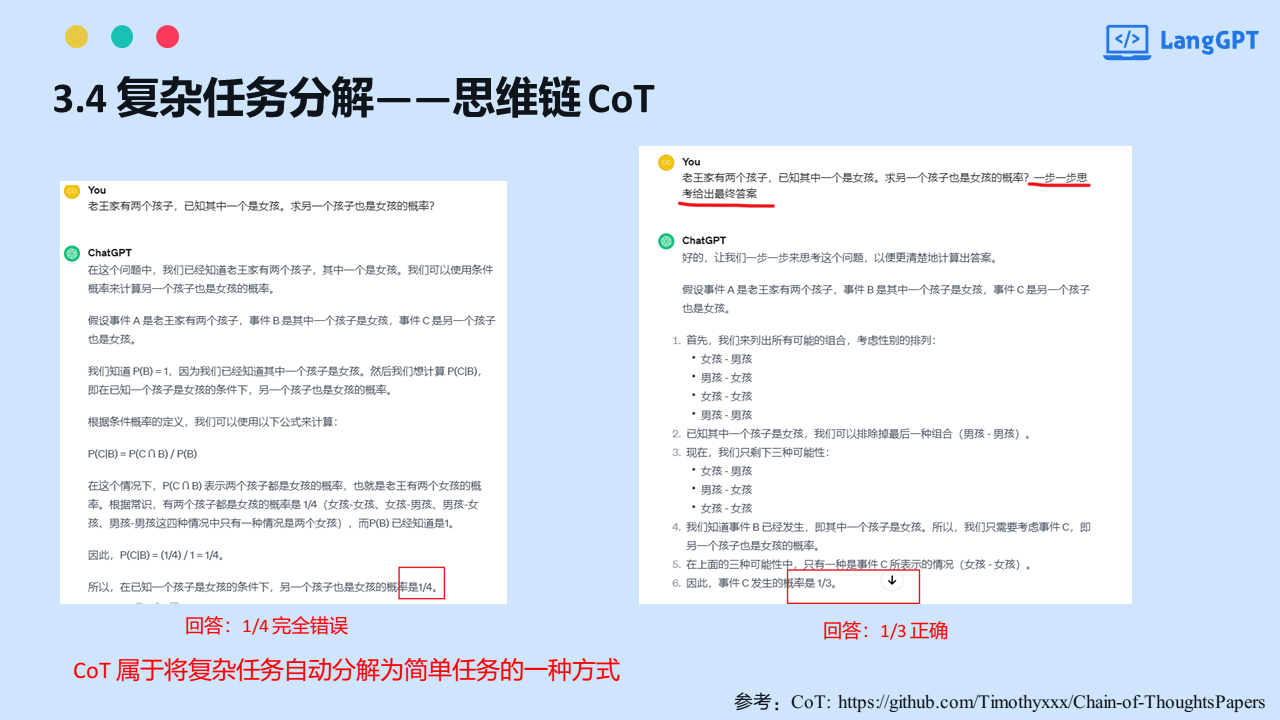 LangGPT
3.4 复杂任务分解——思维链 CoT
You
老王家有两个孩子，已知其中一个是女孩。求另一个孩子也是女孩的概率？
ChatGPT
在这个问题中，我们已经知道老王家有两个孩子，其中一个是女孩。我们可以使用条件
概率来计算另一个孩子也是女孩的概率。
假设事件 A 是老王家有两个孩子，事件 B 是其中一个孩子是女孩，事件 C 是另一个孩子
也是女孩。
我们知道 P(B) = 1，因为我们已经知道其中一个孩子是女孩。然后我们想计算 P(C|B)，
即在已知一个孩子是女孩的条件下，另一个孩子也是女孩的概率。
根据条件概率的定义，我们可以使用以下公式来计算：
P(C|B) = P(C ∩ B) / P(B)
在这个情况下，P(C ∩ B) 表示两个孩子都是女孩的概率，也就是老王有两个女孩的概
率。根据常识，有两个孩子都是女孩的概率是 1/4（女孩-女孩、女孩-男孩、男孩-女
孩、男孩-男孩这四种情况中只有一种情况是两个女孩），而P(B) 已经知道是1。
因此，P(C|B) = (1/4) / 1 = 1/4。
所以，在已知一个孩子是女孩的条件下，另一个孩子也是女孩的概率是1/4。
回答：1/4 完全错误
You
老王家有两个孩子，已知其中一个是女孩。求另一个孩子也是女孩的概率？一步一步思
考给出最终答案
ChatGPT
好的，让我们一步一步来思考这个问题，以便更清楚地计算出答案。
假设事件 A 是老王家有两个孩子，事件 B 是其中一个孩子是女孩，事件 C 是另一个孩子
也是女孩。
1. 首先，我们来列出所有可能的组合，考虑性别的排列：
• 女孩 - 男孩
• 男孩 - 女孩
• 女孩 - 女孩
• 男孩 - 男孩
2. 已知其中一个孩子是女孩，我们可以排除掉最后一种组合（男孩 - 男孩）。
3. 现在，我们只剩下三种可能性：
• 女孩 - 男孩
• 男孩 - 女孩
• 女孩 - 女孩
4. 我们知道事件 B 已经发生，即其中一个孩子是女孩。所以，我们只需要考虑事件 C，即
另一个孩子也是女孩的概率。
5. 在上面的三种可能性中，只有一种是事件 C 所表示的情况（女孩 - 女孩）。
6. 因此，事件 C 发生的概率是 1/3。
回答：1/3 正确
CoT 属于将复杂任务自动分解为简单任务的一种方式
参考：CoT: https://github.com/Timothyxxx/Chain-of-ThoughtsPapers